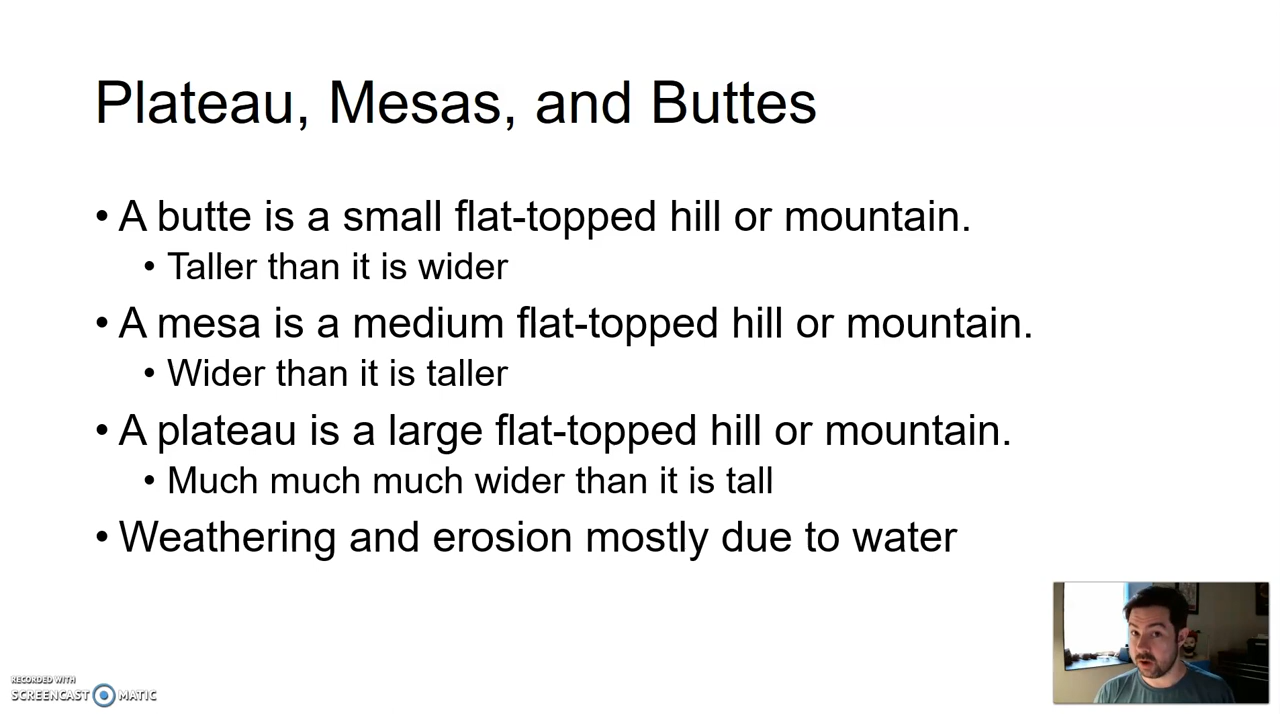 Plateau, Mesas, and Buttes
• A butte is a small flat-topped hill or mountain.
• Taller than it is wider
• A mesa is a medium flat-topped hill or mountain.
• Wider than it is taller
• A plateau is a large flat-topped hill or mountain.
• Much much much wider than it is tall
• Weathering and erosion mostly due to water
RECORDED WITH
SCREENCAST MATIC